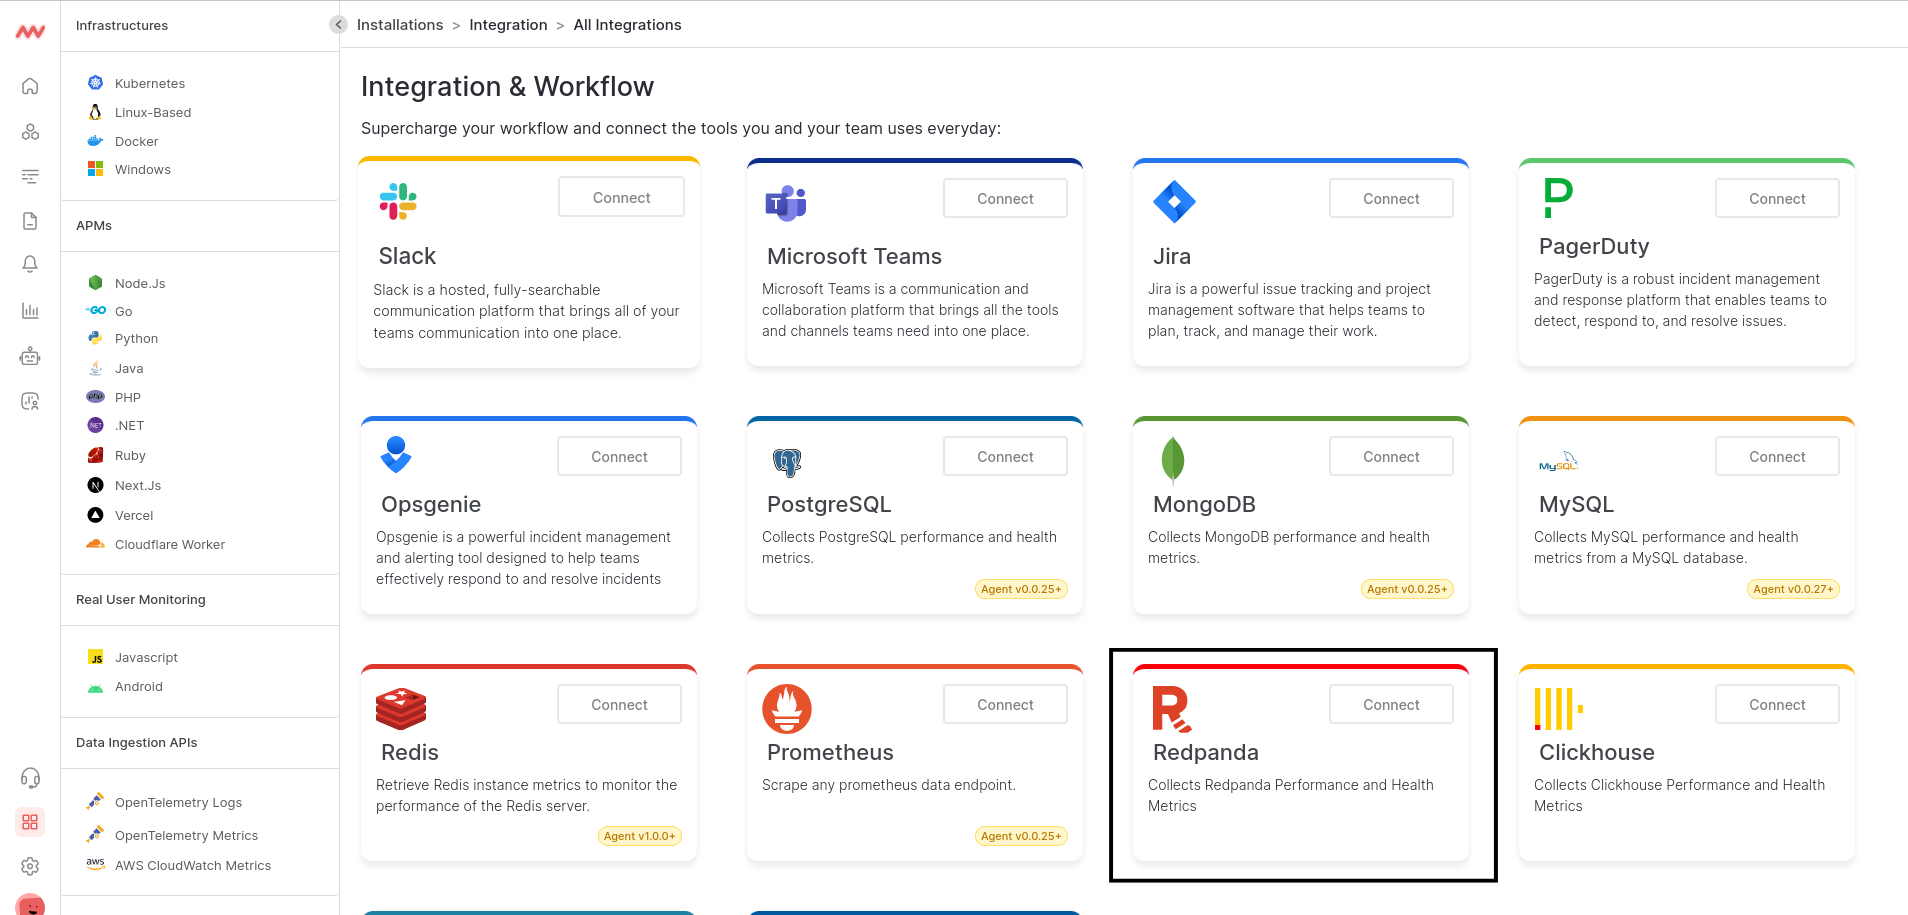 Infrastructures
Kubernetes
Linux-Based
Docker
Windows
APMs
Node.Js
Go
Python
Java
PHP
.NET
Ruby
Next.Js
Vercel
Cloudflare Worker
Real User Monitoring
Javascript
Android
Data Ingestion APIs
OpenTelemetry Logs
OpenTelemetry Metrics
AWS CloudWatch Metrics
Installations > Integration > All Integrations
Integration & Workflow
Supercharge your workflow and connect the tools you and your team uses everyday:
Connect
Slack
Slack is a hosted, fully-searchable
communication platform that brings all of your
teams communication into one place.
T
Connect
Microsoft Teams
Microsoft Teams is a communication and
collaboration platform that brings all the tools
and channels teams need into one place.
Connect
Jira
Jira is a powerful issue tracking and project
management software that helps teams to
plan, track, and manage their work.
Connect
PagerDuty
PagerDuty is a robust incident management
and response platform that enables teams to
detect, respond to, and resolve issues.
Connect
Opsgenie
Opsgenie is a powerful incident management
and alerting tool designed to help teams
effectively respond to and resolve incidents
Connect
PostgreSQL
Collects PostgreSQL performance and health
metrics.
Agent v0.0.25+
Connect
MongoDB
Collects MongoDB performance and health
metrics.
Agent v0.0.25+
MySQL
Connect
MySQL
Collects MySQL performance and health
metrics from a MySQL database.
Agent v0.0.27+
Connect
Redis
Retrieve Redis instance metrics to monitor the
performance of the Redis server.
Agent v1.0.0+
Connect
Prometheus
Scrape any prometheus data endpoint.
Agent v0.0.25+
Connect
Redpanda
Collects Redpanda Performance and Health
Metrics
Connect
Clickhouse
Collects Clickhouse Performance and Health
Metrics